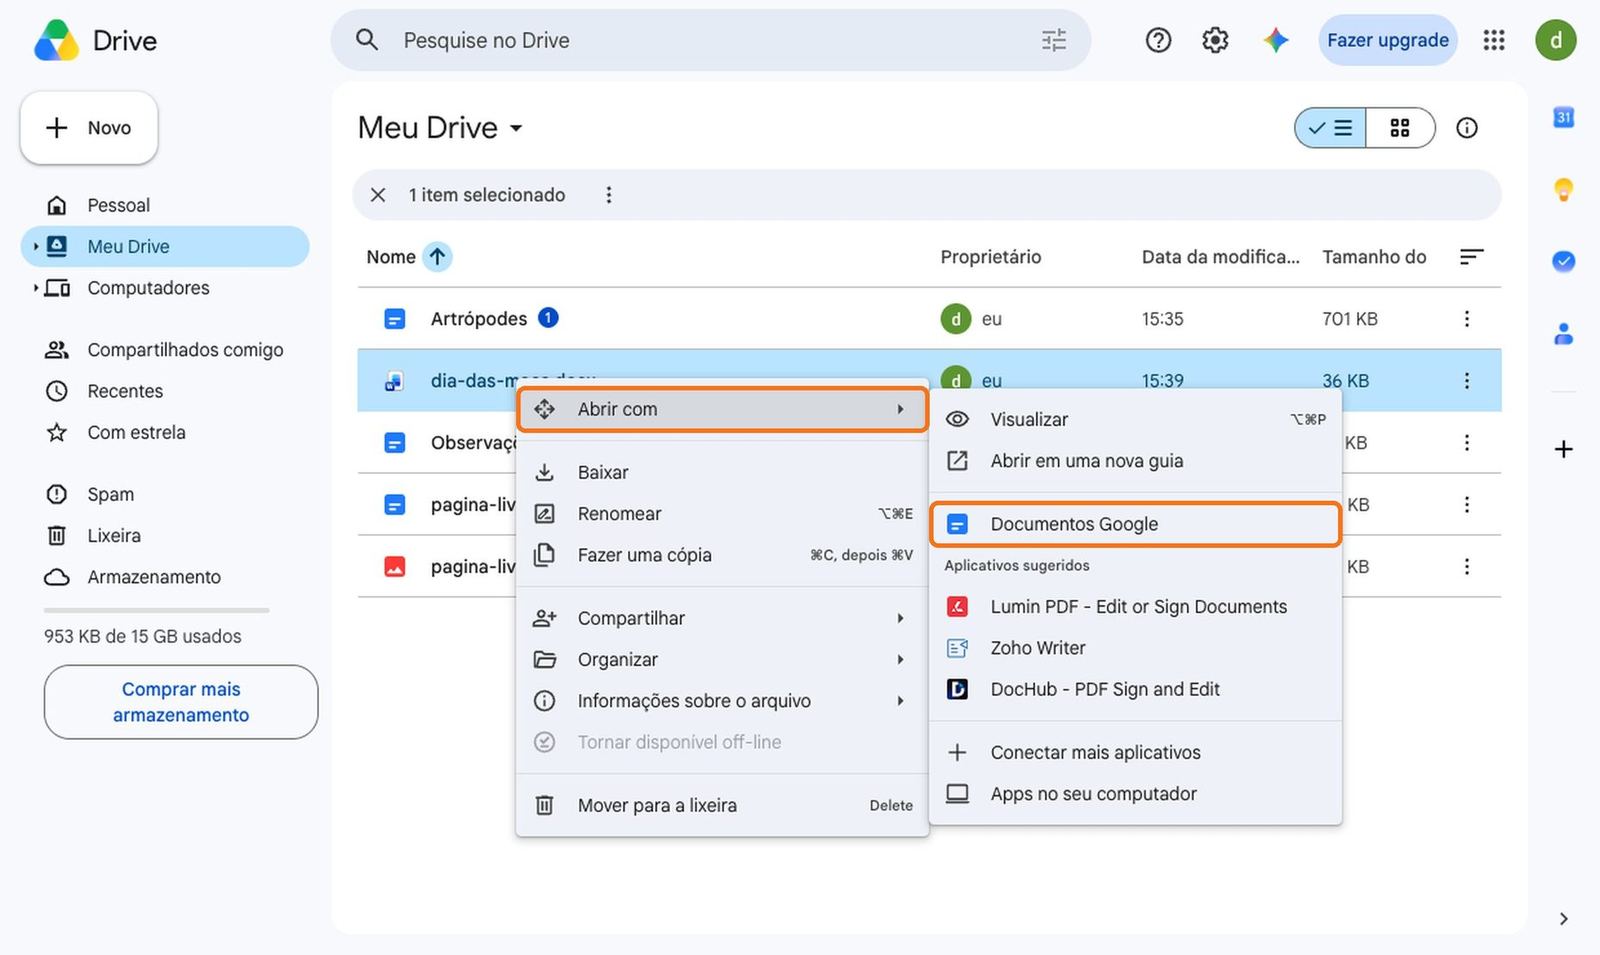 Drive
Pesquise no Drive
Fazer upgrade
d
Novo
Meu Drive
31
1 item selecionado
Pessoal
Meu Drive
Computadores
Compartilhados comigo
Recentes
Com estrela
Spam
Lixeira
Armazenamento
953 KB de 15 GB usados
Comprar mais
armazenamento
Nome
Proprietário
Data da modifica...
Tamanho do
Artrópodes 1
d eu
15:35
701 KB
d eu
15:39
36 KB
Observaç
KB
pagina-liv
KB
pagina-liv
KB
Abrir com
Baixar
Renomear ⌥⌘E
Fazer uma cópia ⌘C, depois ⌘V
Compartilhar
Organizar
Informações sobre o arquivo
Tornar disponível off-line
Mover para a lixeira Delete
Visualizar ⌥⌘P
Abrir em uma nova guia
Documentos Google
Aplicativos sugeridos
Lumin PDF - Edit or Sign Documents
Zoho Writer
DocHub - PDF Sign and Edit
Conectar mais aplicativos
Apps no seu computador